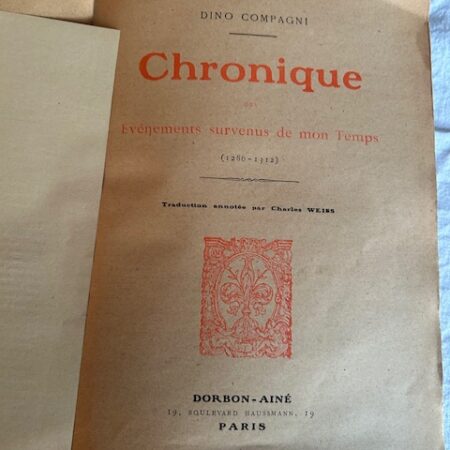 DINO COMPAGNI
Chronique
DES
Evénements survenus de mon Temps
(1280-1312)
Traduction annotée par Charles WEISS
DORBON-AINÉ
19, BOULEVARD HAUSSMANN, 19
PARIS